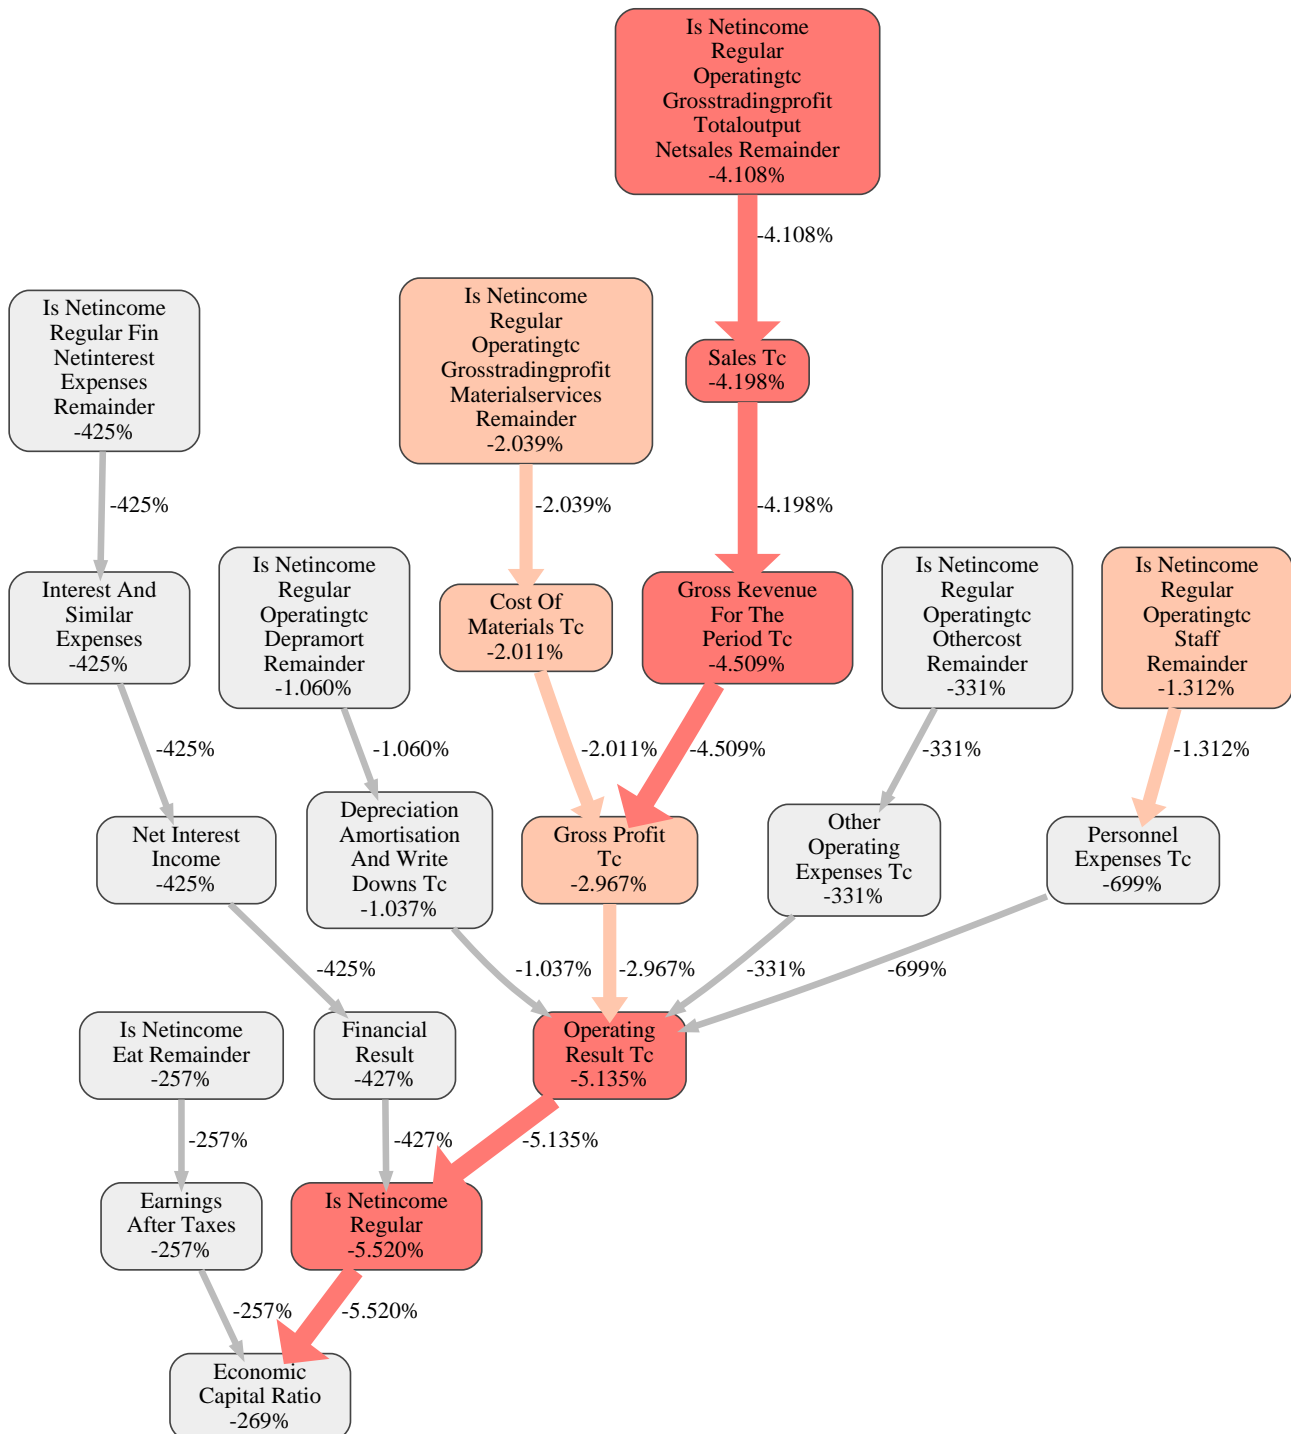 Is Netincome
Regular
Operatingtc
Grosstradingprofit
Totaloutput
Netsales Remainder
-4.108%
-4.108%
Is Netincome
Regular Fin
Netinterest
Expenses
Remainder
-425%
Is Netincome
Regular
Operatingtc
Grosstradingprofit
Materialservices
Remainder
-2.039%
Sales Tc
-4.198%
-425%
-2.039%
-4.198%
Interest And
Similar
Expenses
-425%
Is Netincome
Regular
Operatingtc
Depramort
Remainder
-1.060%
Cost Of
Materials Tc
-2.011%
Gross Revenue
For The
Period Tc
-4.509%
Is Netincome
Regular
Operatingtc
Othercost
Remainder
-331%
Is Netincome
Regular
Operatingtc
Staff
Remainder
-1.312%
-425%
-1.060%
-2.011%
-4.509%
-331%
-1.312%
Net Interest
Income
-425%
Depreciation
Amortisation
And Write
Downs Tc
-1.037%
Gross Profit
Tc
-2.967%
Other
Operating
Expenses Tc
-331%
Personnel
Expenses Tc
-699%
-425%
-1.037%
-2.967%
-331%
-699%
Is Netincome
Eat Remainder
-257%
Financial
Result
-427%
Operating
Result Tc
-5.135%
-257%
-427%
-5.135%
Earnings
After Taxes
-257%
Is Netincome
Regular
-5.520%
-257%
-5.520%
Economic
Capital Ratio
-269%